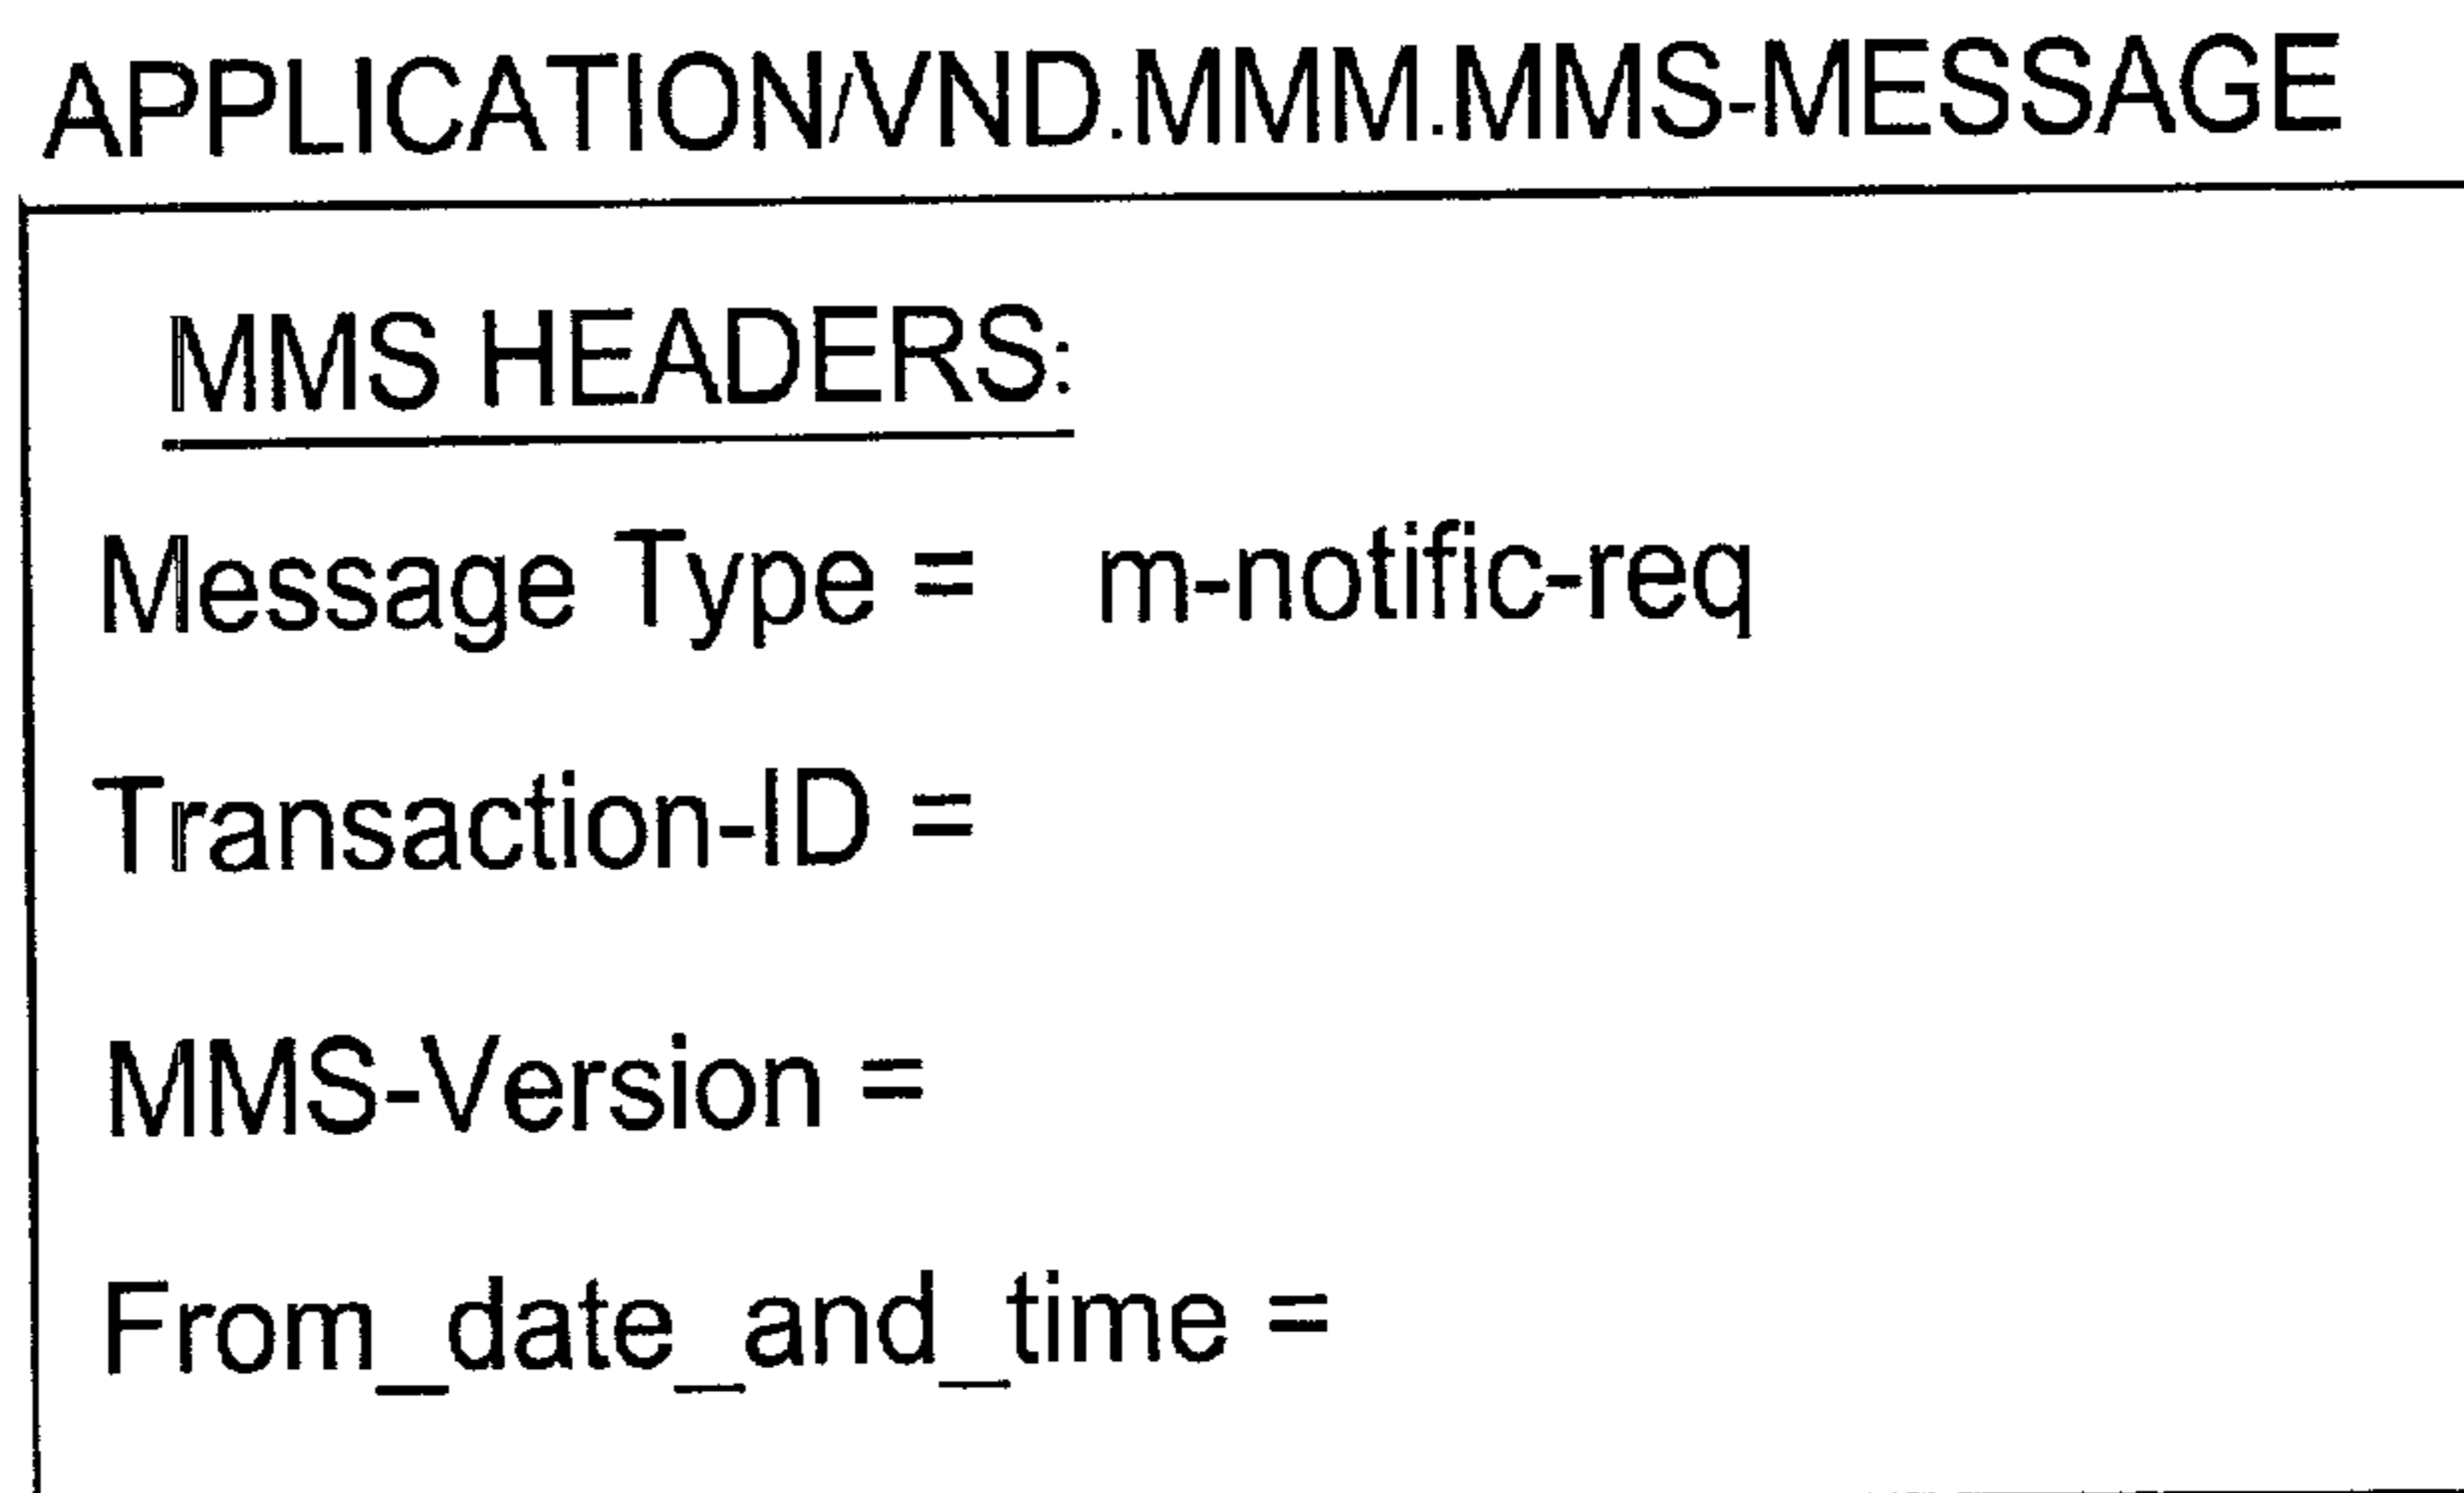 APPLICATION/VND.MMM.MMS-MESSAGE
MMS HEADERS:
Message Type = m-notific-req
Transaction-ID =
MMS-Version =
From_date_and_time =